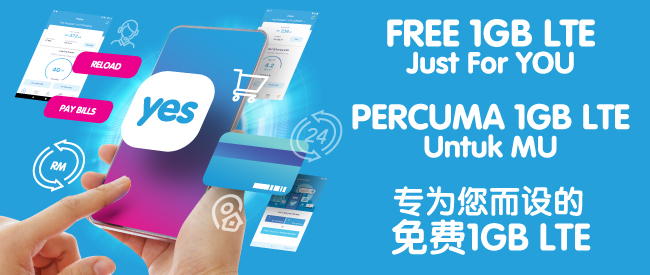 RELOAD
PAY BILLS
yes
RM
24
FREE 1GB LTE
Just For YOU
PERCUMA 1GB LTE
Untuk MU
专为您而设的
免费1GB LTE